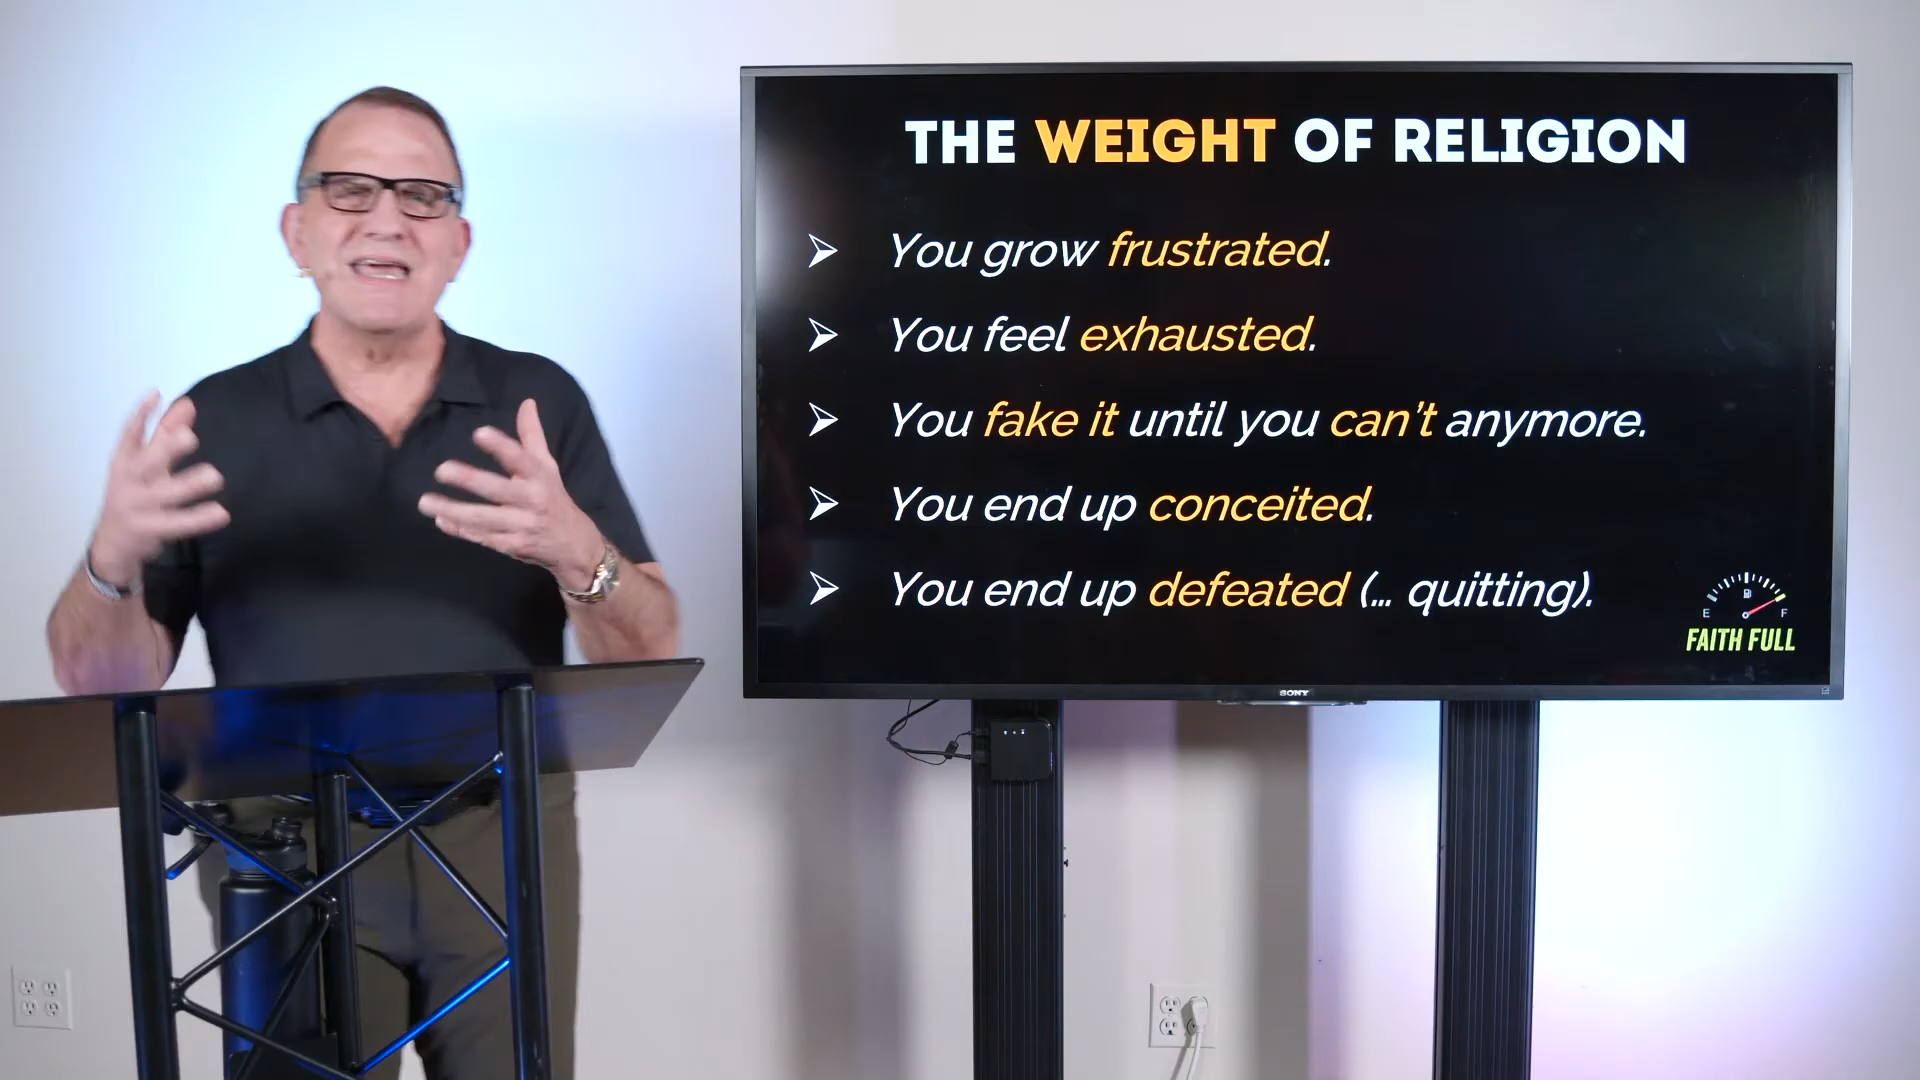 THE WEIGHT OF RELIGION
You grow frustrated.
You feel exhausted.
You fake it until you can't anymore.
You end up conceited.
You end up defeated (... quitting).
E F
FAITH FULL
SONY